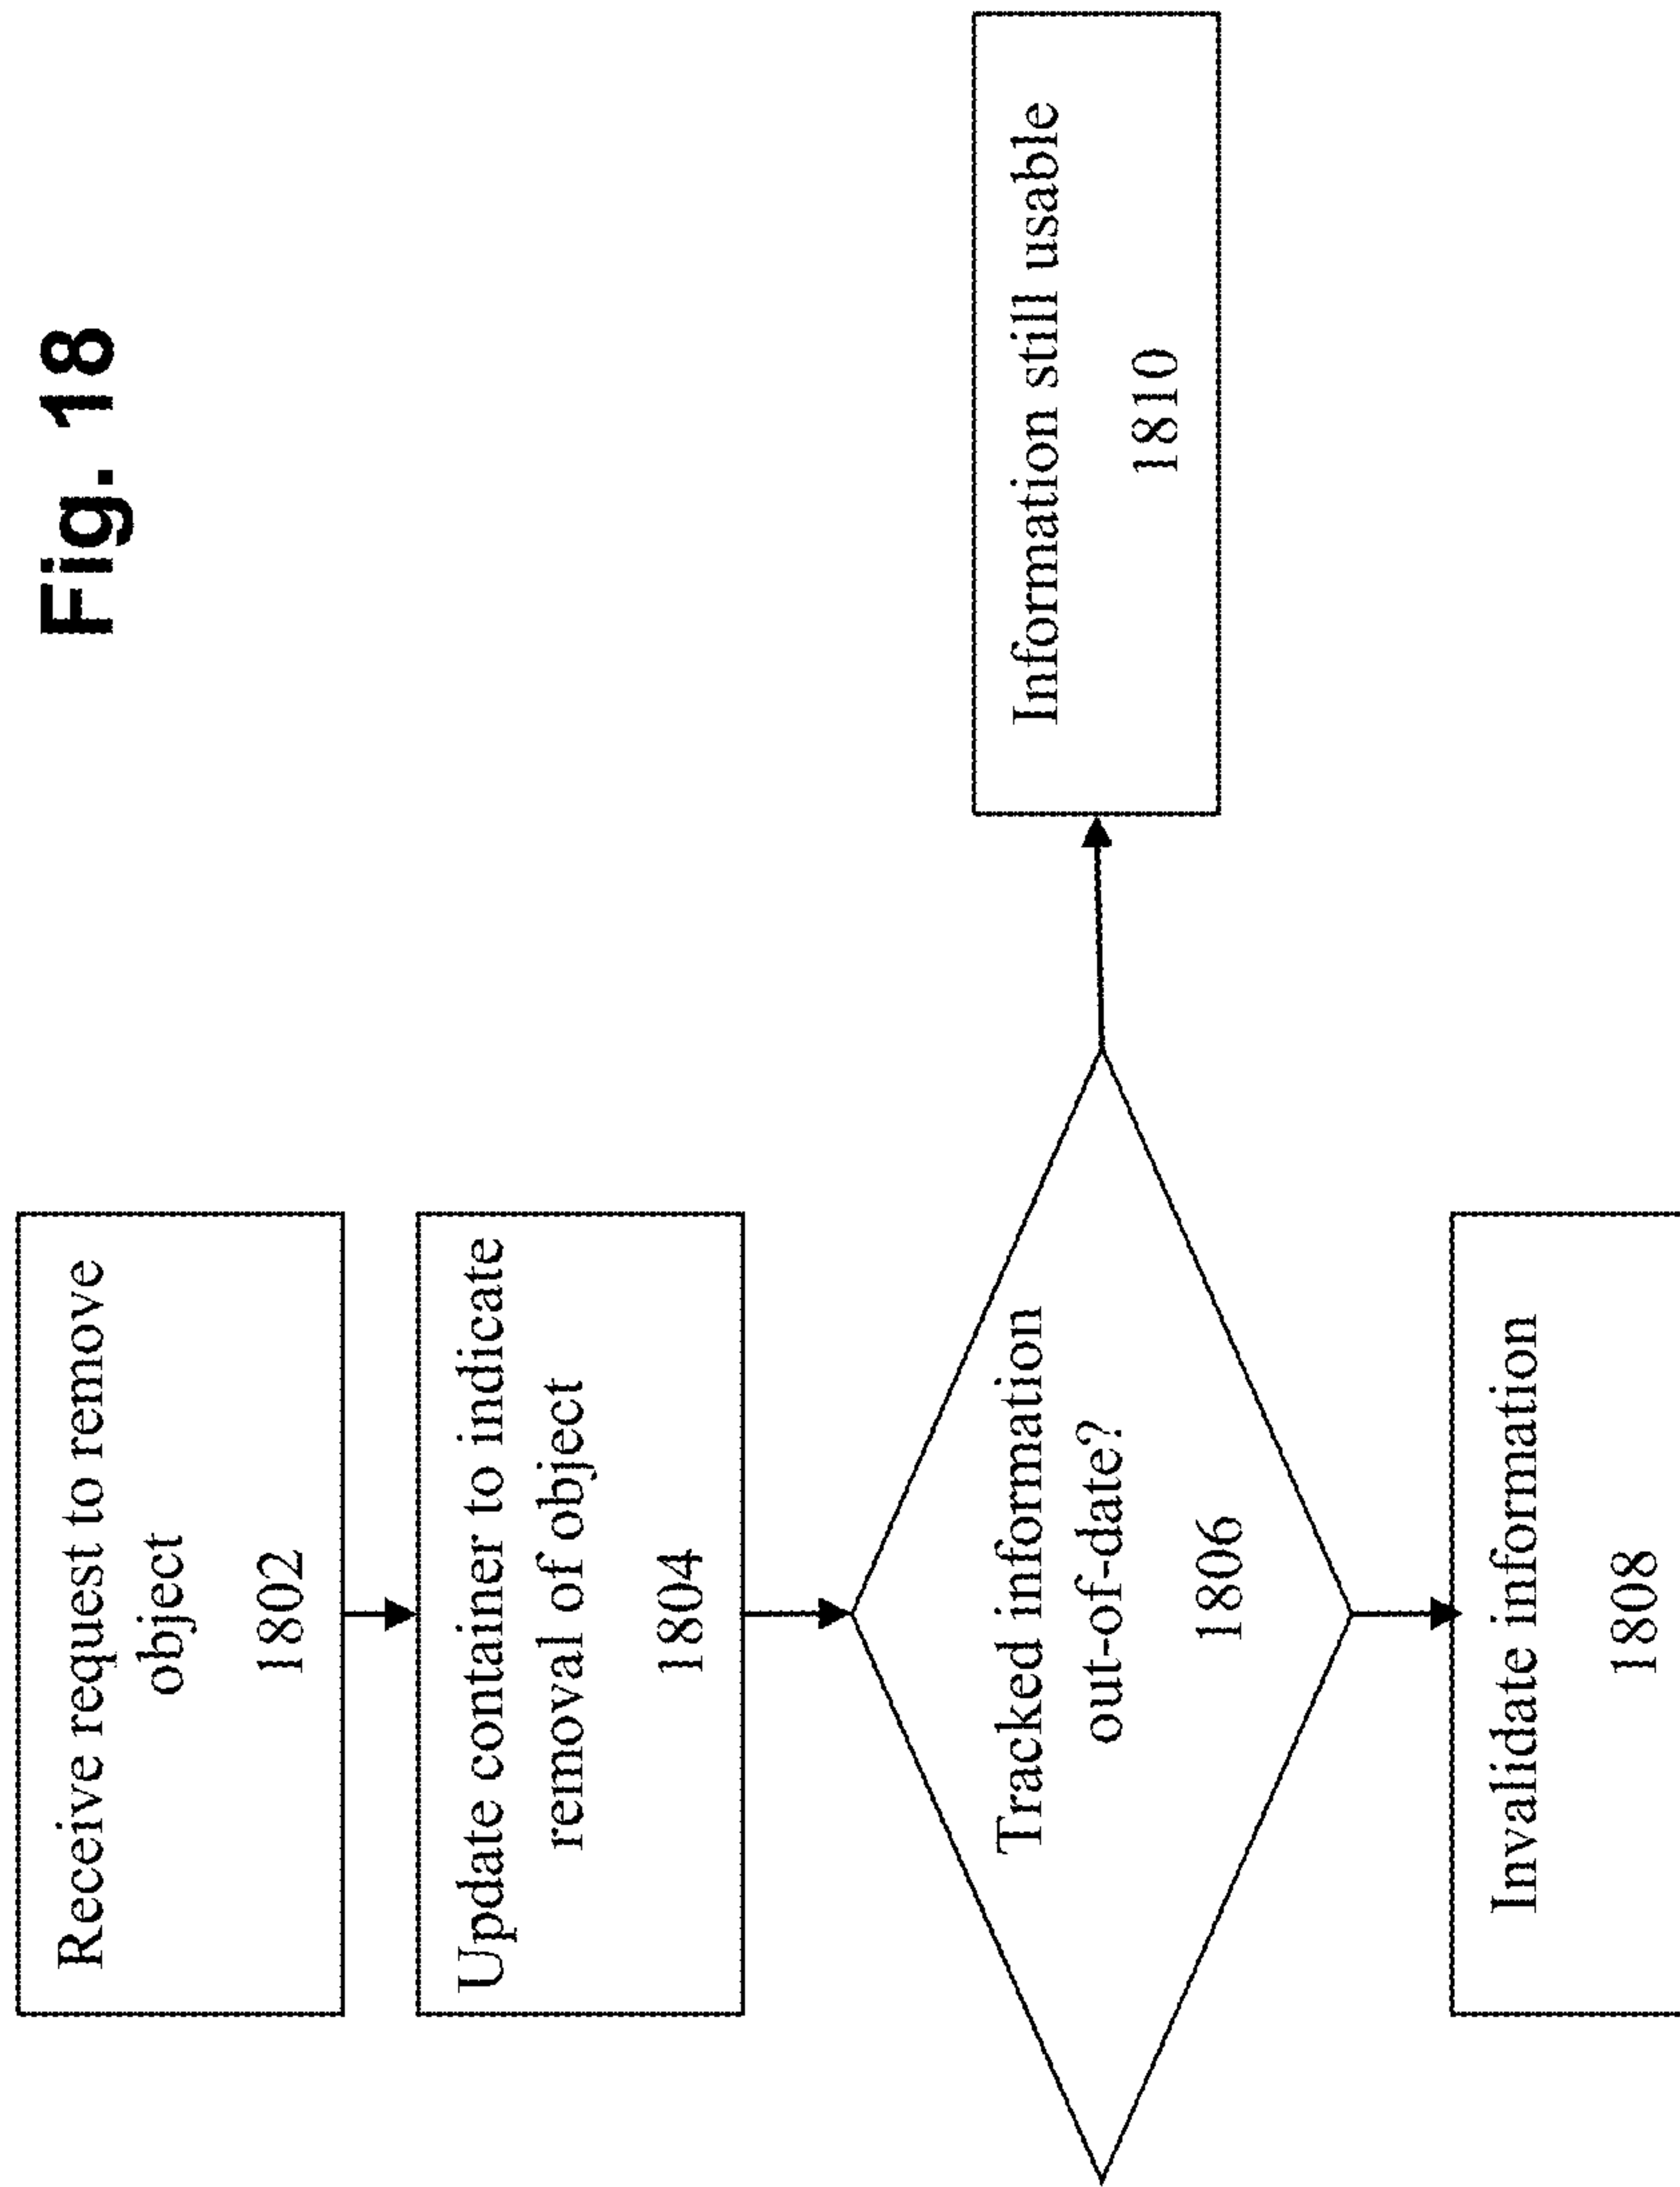 Fig. 18
Receive request to remove
object
1802
Update container to indicate
removal of object
1804
Tracked information
out-of-date?
1806
Information still usable
1810
Invalidate information
1808